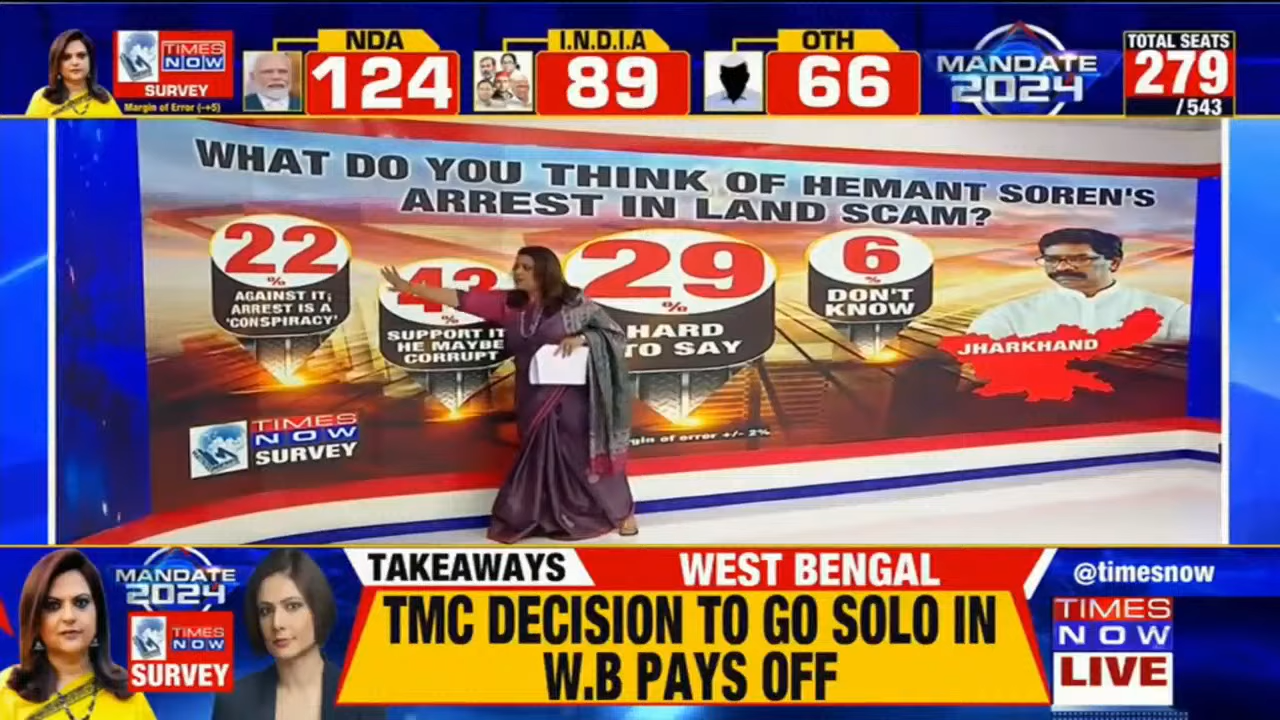 NDA
I.N.D.I.A
OTH
TIMES
NOW
SURVEY
Margin of Error (-+5)
124
89
66
MANDATE
2024
TOTAL SEATS
279
/543
WHAT DO YOU THINK OF HEMANT SOREN'S
ARREST IN LAND SCAM?
22
%
AGAINST IT;
ARREST IS A
'CONSPIRACY'
43
%
SUPPORT IT
HE MAYBE
CORRUPT
29
%
HARD
TO SAY
6
%
DON'T
KNOW
JHARKHAND
TIMES
NOW
SURVEY
of error +/- 2%
MANDATE
2024
TIMES
NOW
SURVEY
TAKEAWAYS
WEST BENGAL
TMC DECISION TO GO SOLO IN
W.B PAYS OFF
@timesnow
TIMES
NOW
LIVE